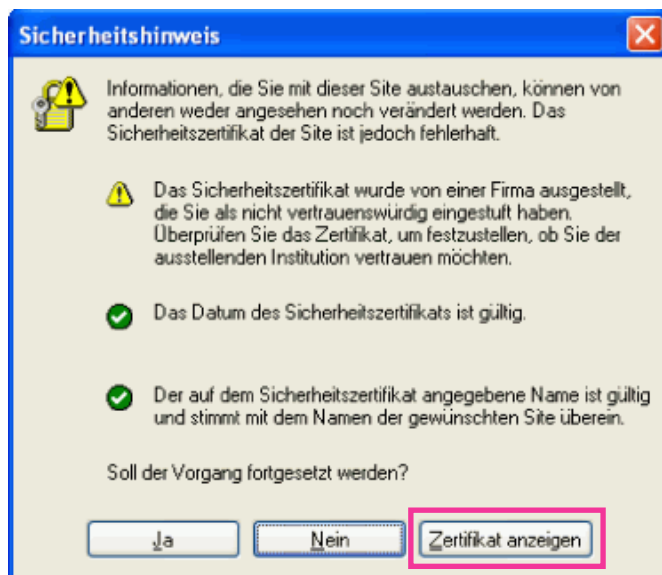 Sicherheitshinweis
Informationen, die Sie mit dieser Site austauschen, können von
anderen weder angesehen noch verändert werden. Das
Sicherheitszertifikat der Site ist jedoch fehlerhaft.
Das Sicherheitszertifikat wurde von einer Firma ausgestellt,
die Sie als nicht vertrauenswürdig eingestuft haben.
Überprüfen Sie das Zertifikat, um festzustellen, ob Sie der
ausstellenden Institution vertrauen möchten.
Das Datum des Sicherheitszertifikats ist gültig.
Der auf dem Sicherheitszertifikat angegebene Name ist gültig
und stimmt mit dem Namen der gewünschten Site überein.
Soll der Vorgang fortgesetzt werden?
Ja Nein Zertifikat anzeigen